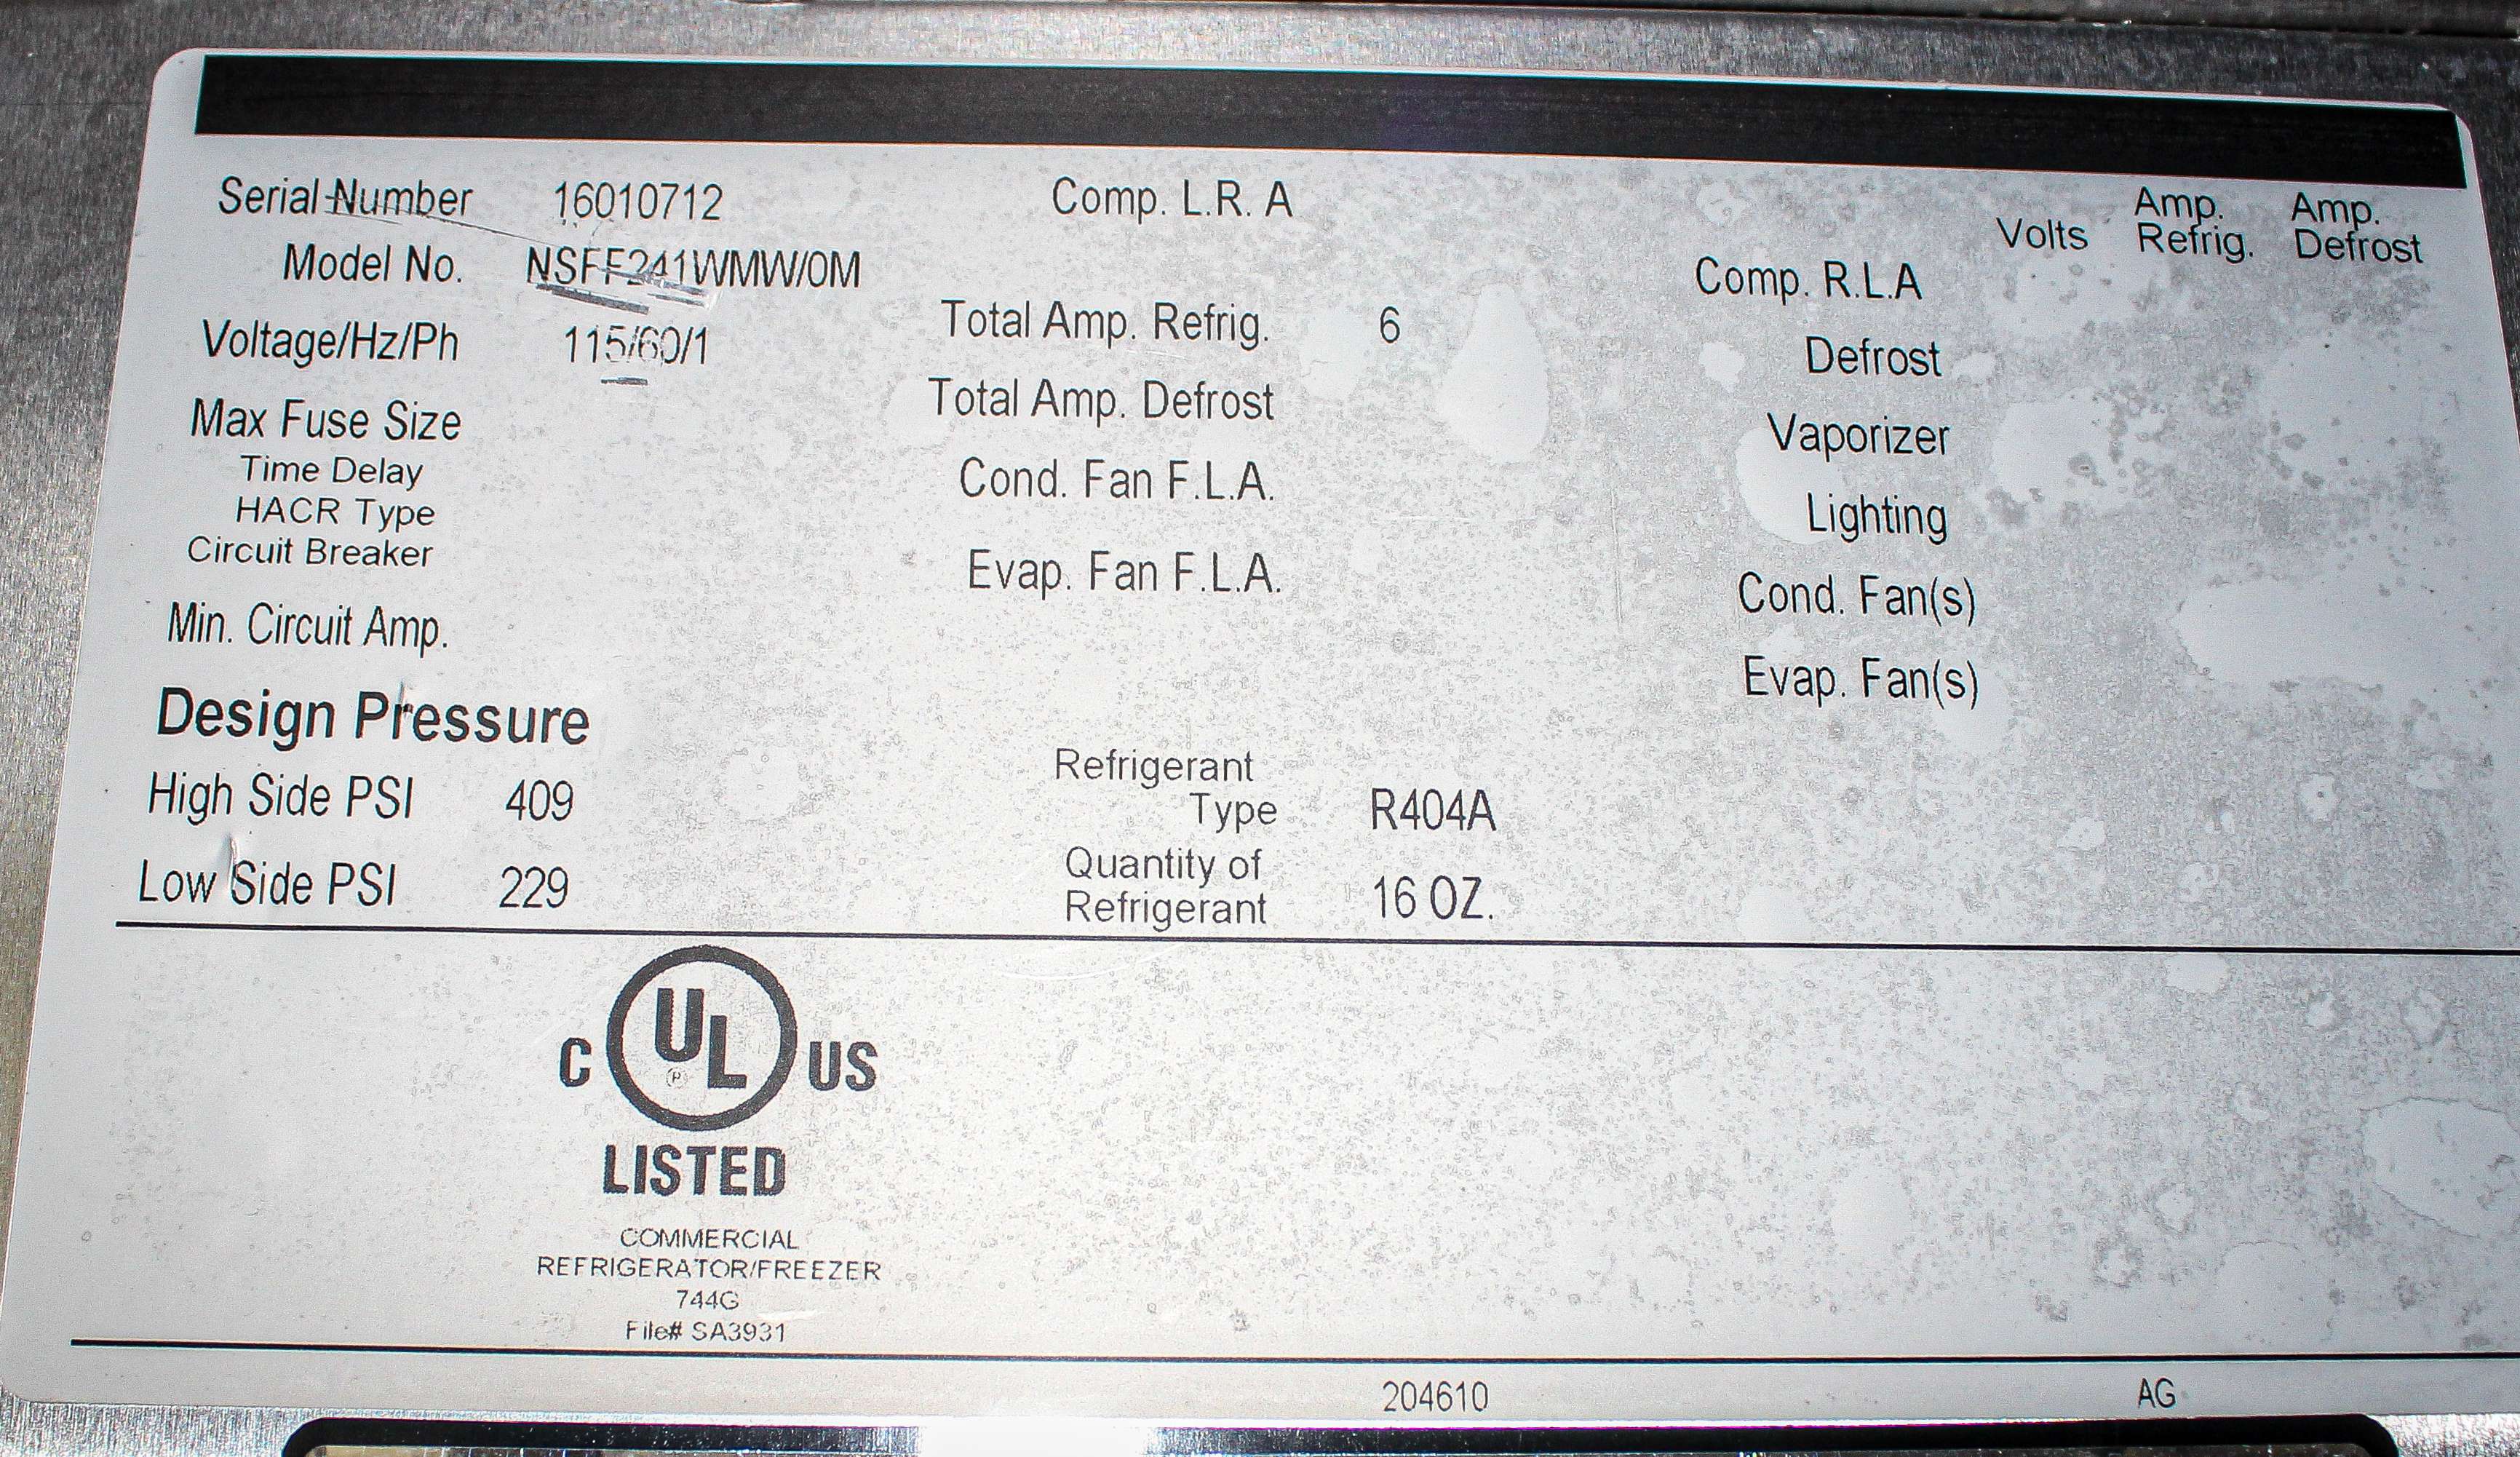 Serial Number 16010712 Comp. L.R. A Volts Amp. Refrig. Amp. Defrost
Model No. NSFF241WMW/0M Comp. R.L.A
Voltage/Hz/Ph 115/60/1 Total Amp. Refrig. 6 Defrost
Max Fuse Size Total Amp. Defrost Vaporizer
Time Delay Cond. Fan F.L.A.
HACR Type Lighting
Circuit Breaker Evap. Fan F.L.A. Cond. Fan(s)
Min. Circuit Amp. Evap. Fan(s)
Design Pressure
Refrigerant
High Side PSI 409 Type R404A
Quantity of
Low Side PSI 229 Refrigerant 16 OZ.
C UL US
LISTED
COMMERCIAL
REFRIGERATOR/FREEZER
744G
File# SA3931
204610 AG